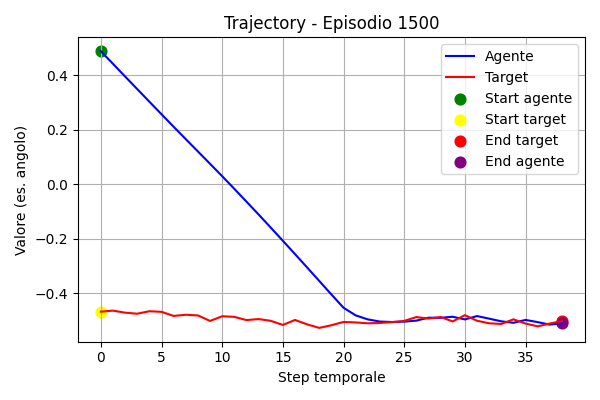 Trajectory - Episodio 1500
Valore (es. angolo)
0.4
0.2
0.0
−0.2
−0.4
Agente
Target
Start agente
Start target
End target
End agente
0 5 10 15 20 25 30 35
Step temporale